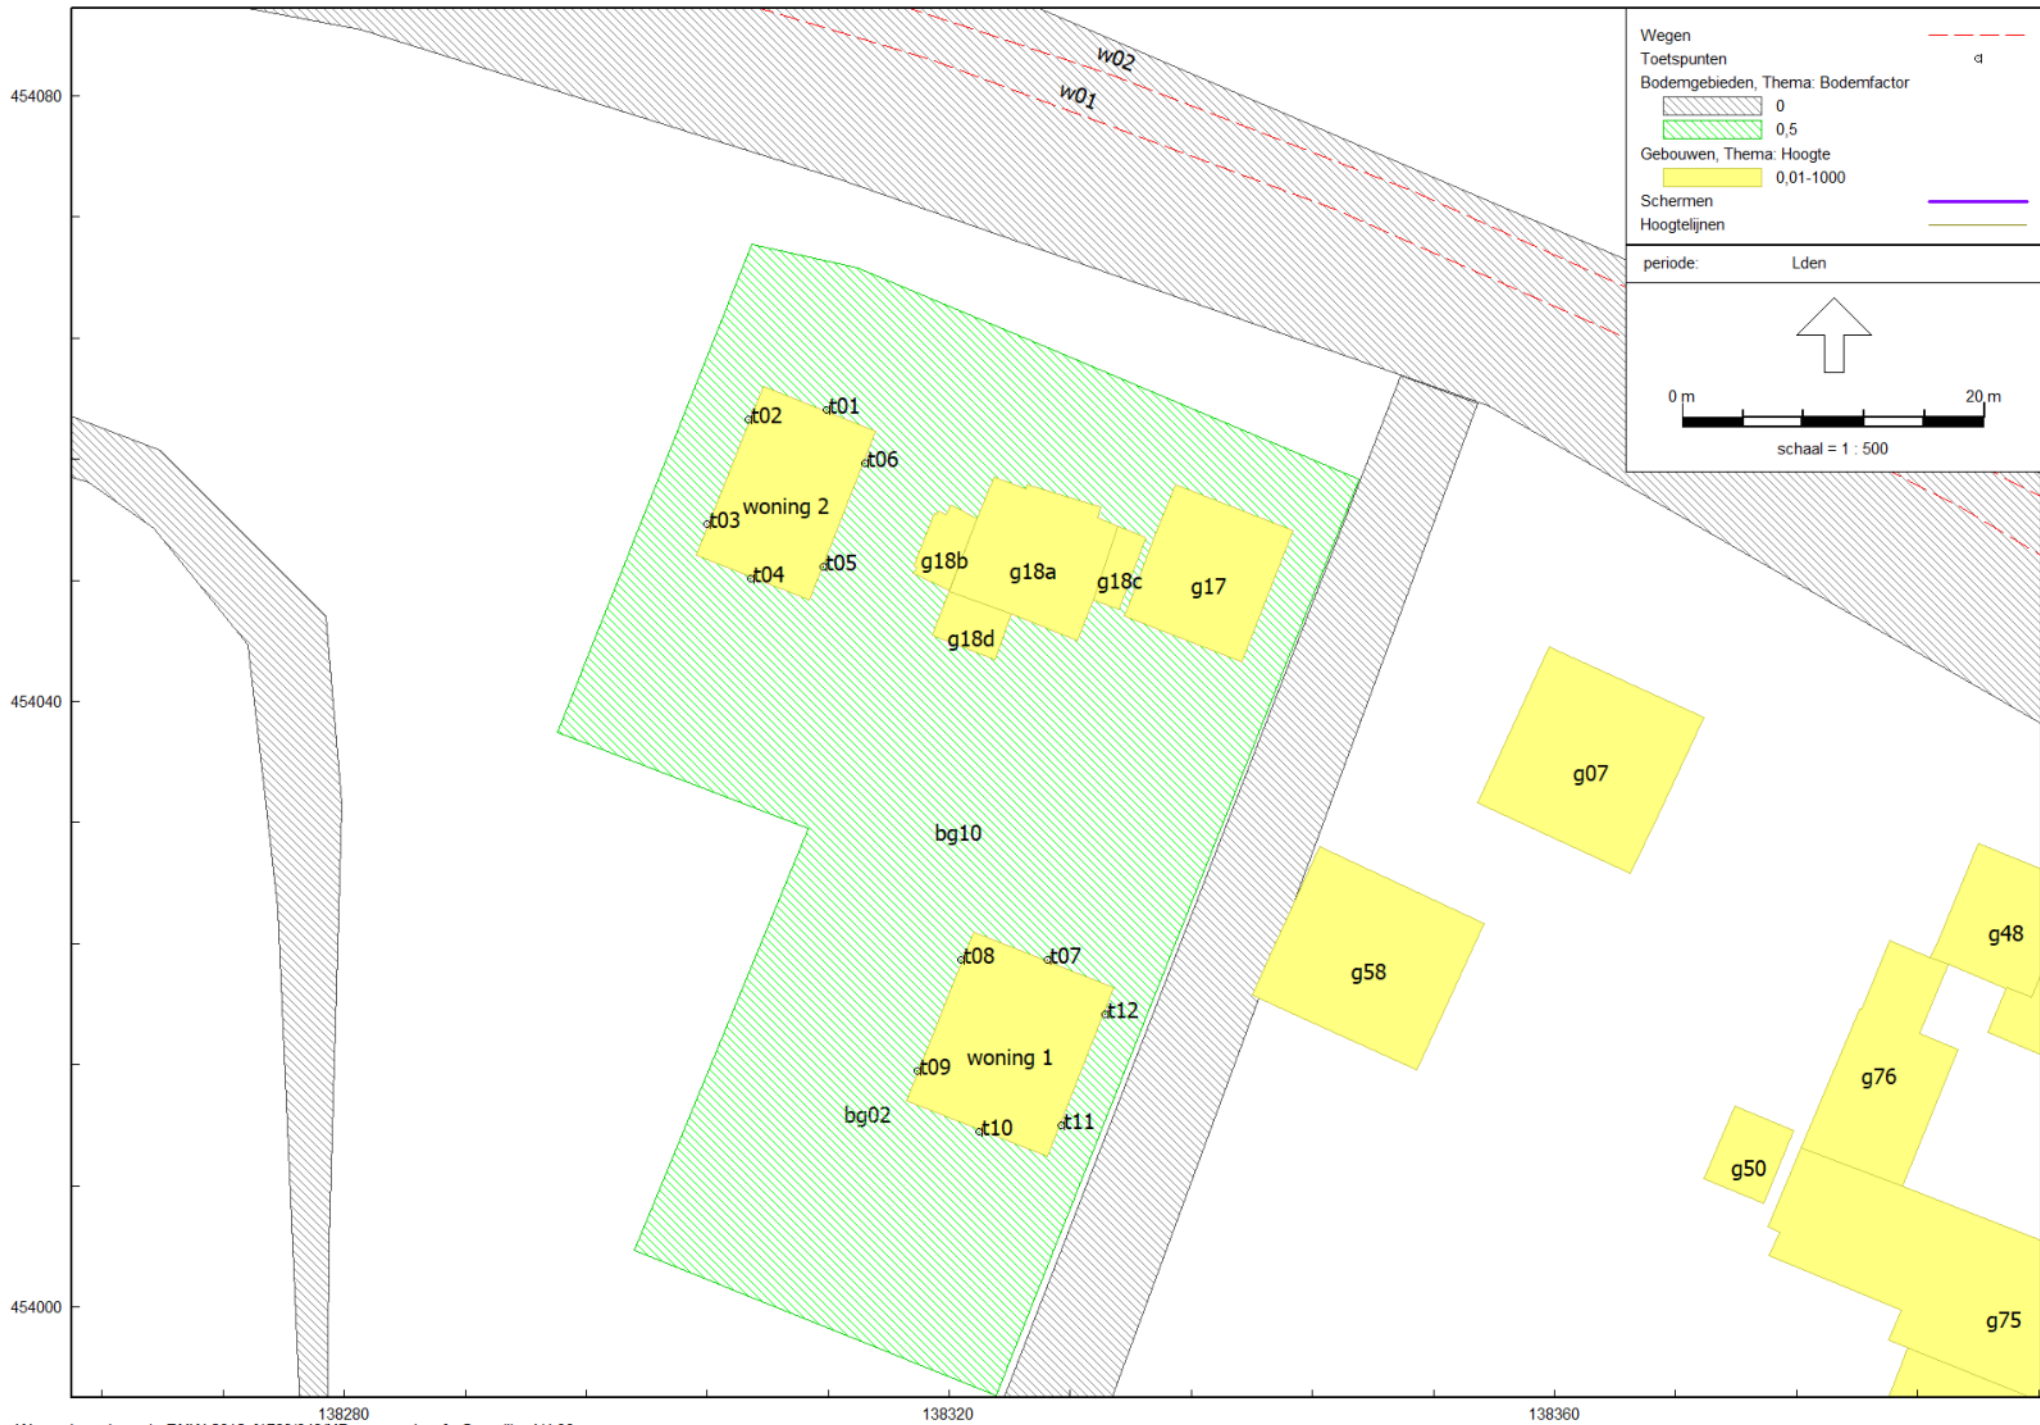 Wegen
Toetspunten
Bodemgebieden, Thema: Bodemfactor
0
0,5
Gebouwen, Thema: Hoogte
0,01-1000
Schermen
Hoogtelijnen
periode: Lden
0 m 20 m
schaal = 1 : 500
w02
w01
454080
t01
t02
t06
woning 2
t03
t05
t04
g18b
g18a
g18c
g17
g18d
454040
g07
bg10
g48
t08
t07
g58
t12
woning 1
t09
g76
bg02
t10
t11
g50
454000
g75
138280
138320
138360